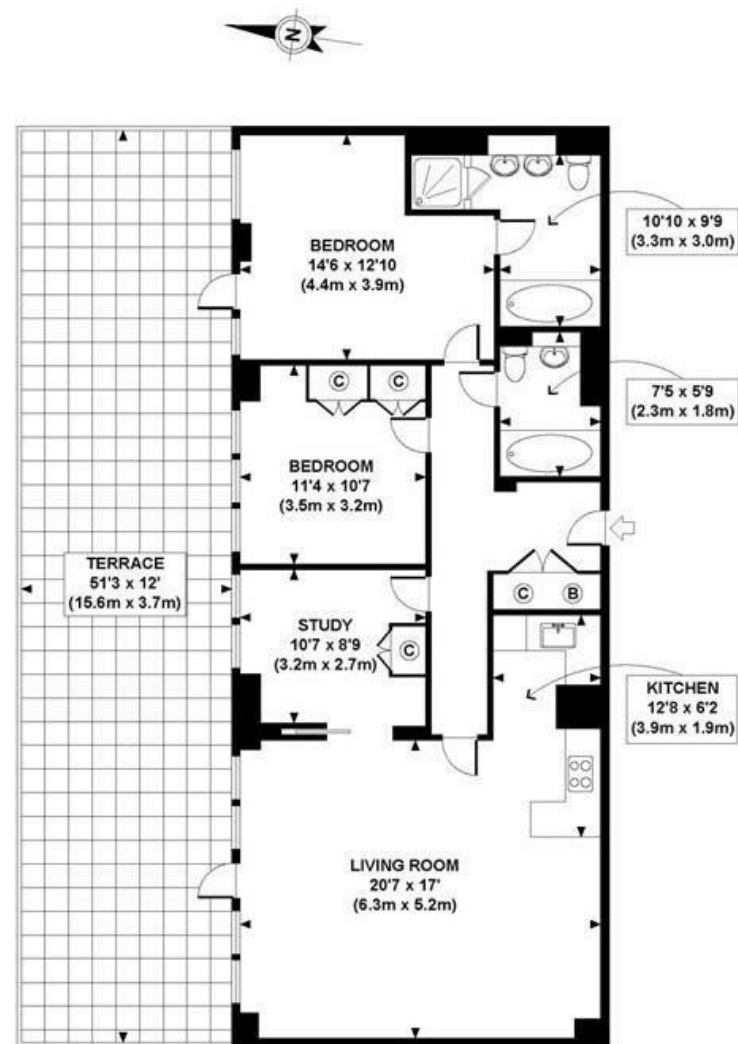 N
BEDROOM
14'6 x 12'10
(4.4m x 3.9m)
10'10 x 9'9
(3.3m x 3.0m)
C
C
7'5 x 5'9
(2.3m x 1.8m)
BEDROOM
11'4 x 10'7
(3.5m x 3.2m)
TERRACE
51'3 x 12'
(15.6m x 3.7m)
C
B
STUDY
10'7 x 8'9
(3.2m x 2.7m)
C
KITCHEN
12'8 x 6'2
(3.9m x 1.9m)
LIVING ROOM
20'7 x 17'
(6.3m x 5.2m)